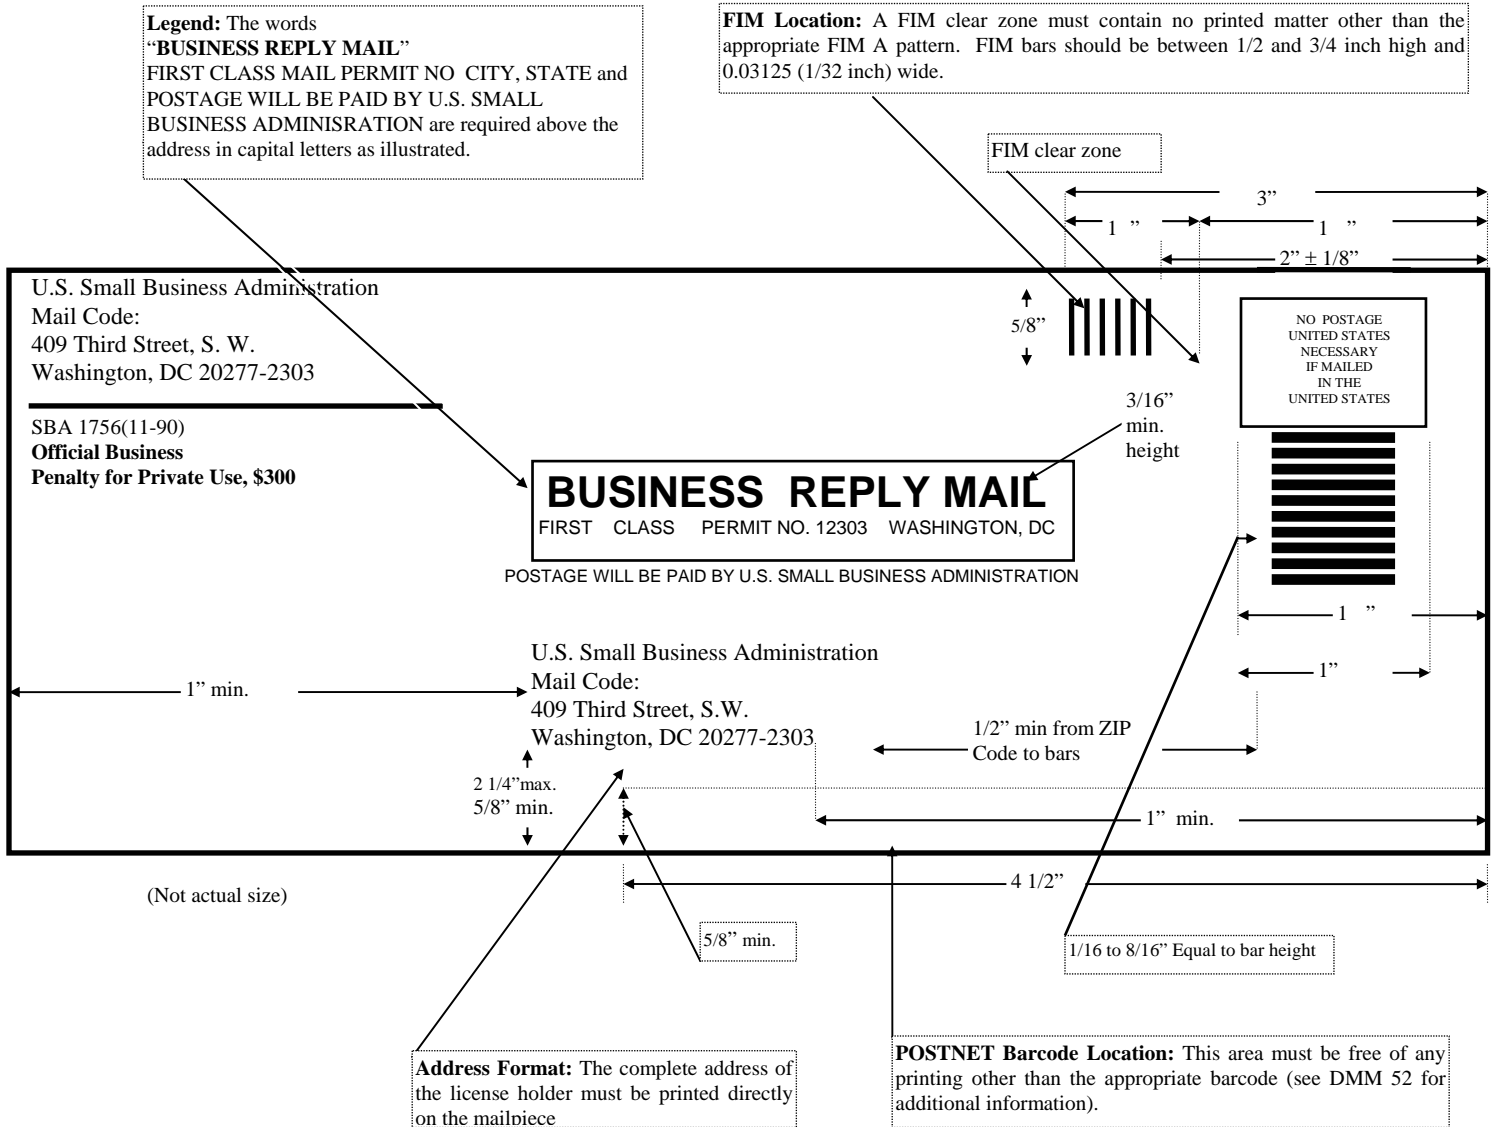 Legend: The words
“BUSINESS REPLY MAIL”
FIRST CLASS MAIL PERMIT NO  CITY, STATE and
POSTAGE WILL BE PAID BY U.S. SMALL
BUSINESS ADMINISRATION are required above the
address in capital letters as illustrated.
FIM Location: A FIM clear zone must contain no printed matter other than the
appropriate FIM A pattern.  FIM bars should be between 1/2 and 3/4 inch high and
0.03125 (1/32 inch) wide.
FIM clear zone
3”
1 ”
1 ”
2” ± 1/8”
U.S. Small Business Administration
Mail Code:
409 Third Street, S. W.
Washington, DC 20277-2303
SBA 1756(11-90)
Official Business
Penalty for Private Use, $300
5/8”
NO POSTAGE
UNITED STATES
NECESSARY
IF MAILED
IN THE
UNITED STATES
3/16”
min.
height
BUSINESS REPLY MAIL
FIRST CLASS PERMIT NO. 12303 WASHINGTON, DC
POSTAGE WILL BE PAID BY U.S. SMALL BUSINESS ADMINISTRATION
1 ”
1”
U.S. Small Business Administration
Mail Code:
409 Third Street, S.W.
Washington, DC 20277-2303
1” min.
1/2” min from ZIP
Code to bars
2 1/4”max.
5/8” min.
1” min.
4 1/2”
(Not actual size)
5/8” min.
1/16 to 8/16” Equal to bar height
Address Format: The complete address of
the license holder must be printed directly
on the mailpiece
POSTNET Barcode Location: This area must be free of any
printing other than the appropriate barcode (see DMM 52 for
additional information).